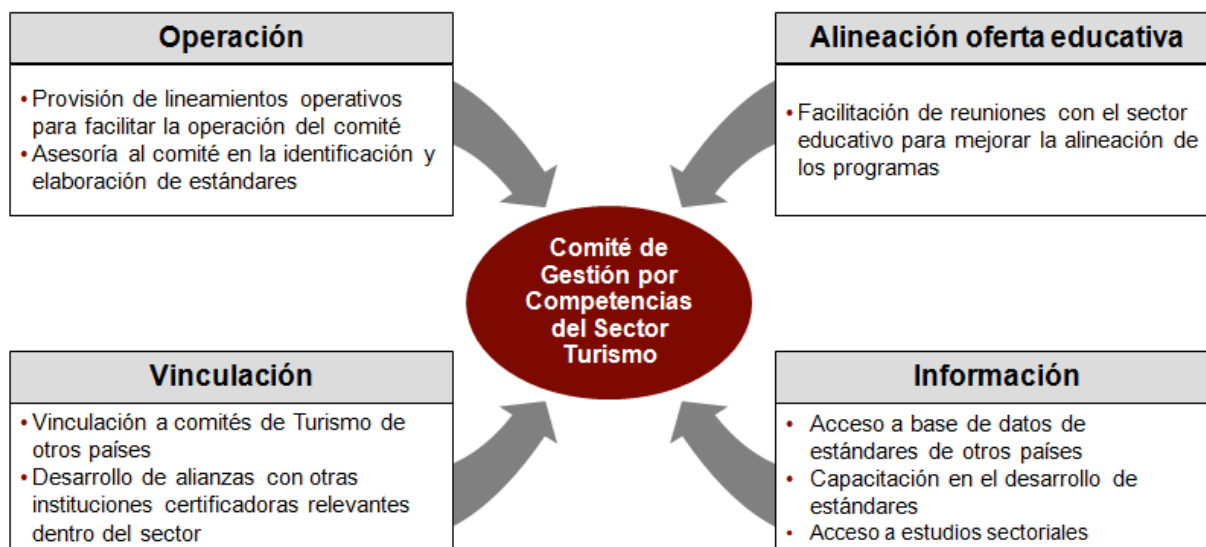 Operación
• Provisión de lineamientos operativos
para facilitar la operación del comité
• Asesoría al comité en la identificación y
elaboración de estándares
Alineación oferta educativa
• Facilitación de reuniones con el sector
educativo para mejorar la alineación de
los programas
Comité de
Gestión por
Competencias
del Sector
Turismo
Vinculación
• Vinculación a comités de Turismo de
otros países
• Desarrollo de alianzas con otras
instituciones certificadoras relevantes
dentro del sector
Información
• Acceso a base de datos de
estándares de otros países
• Capacitación en el desarrollo de
estándares
• Acceso a estudios sectoriales